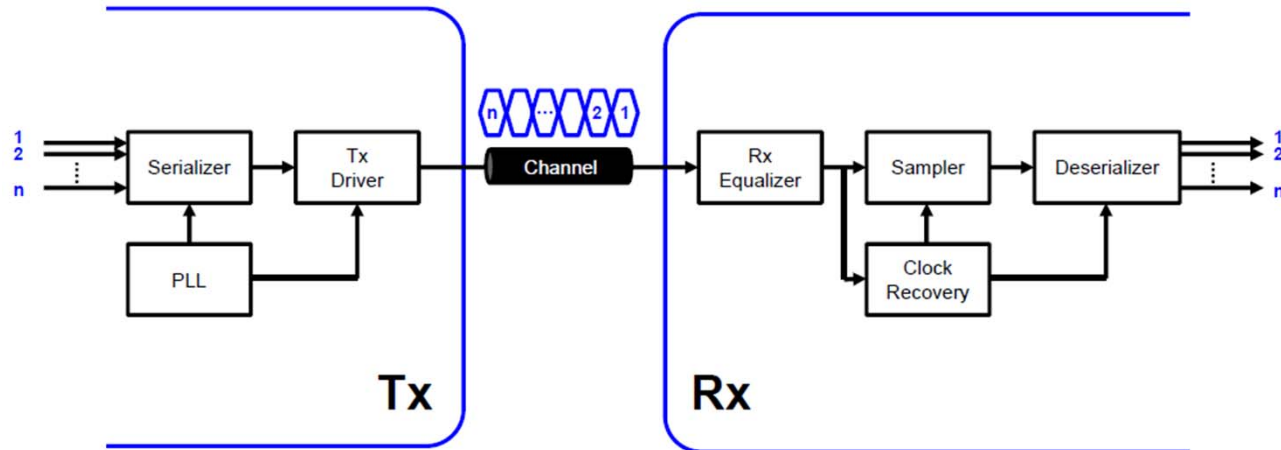 n ... 2 1
1
2
n
Serializer
Tx
Driver
Channel
Rx
Equalizer
Sampler
Deserializer
1
2
n
PLL
Clock
Recovery
Tx
Rx